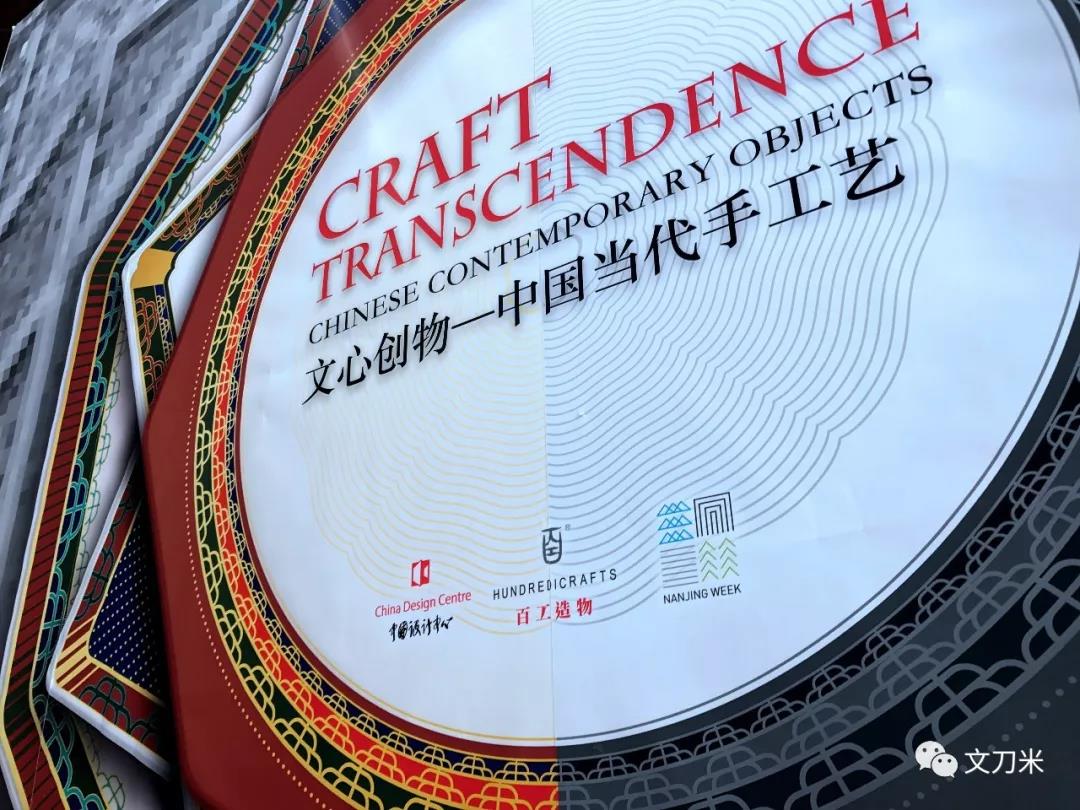 CRAFT
TRANSCENDENCE
CHINESE CONTEMPORARY OBJECTS
文心创物—中国当代手工艺
China Design Centre
中国设计中心
HUNDREDICRAFTS
百工造物
NANJING WEEK
文刀米